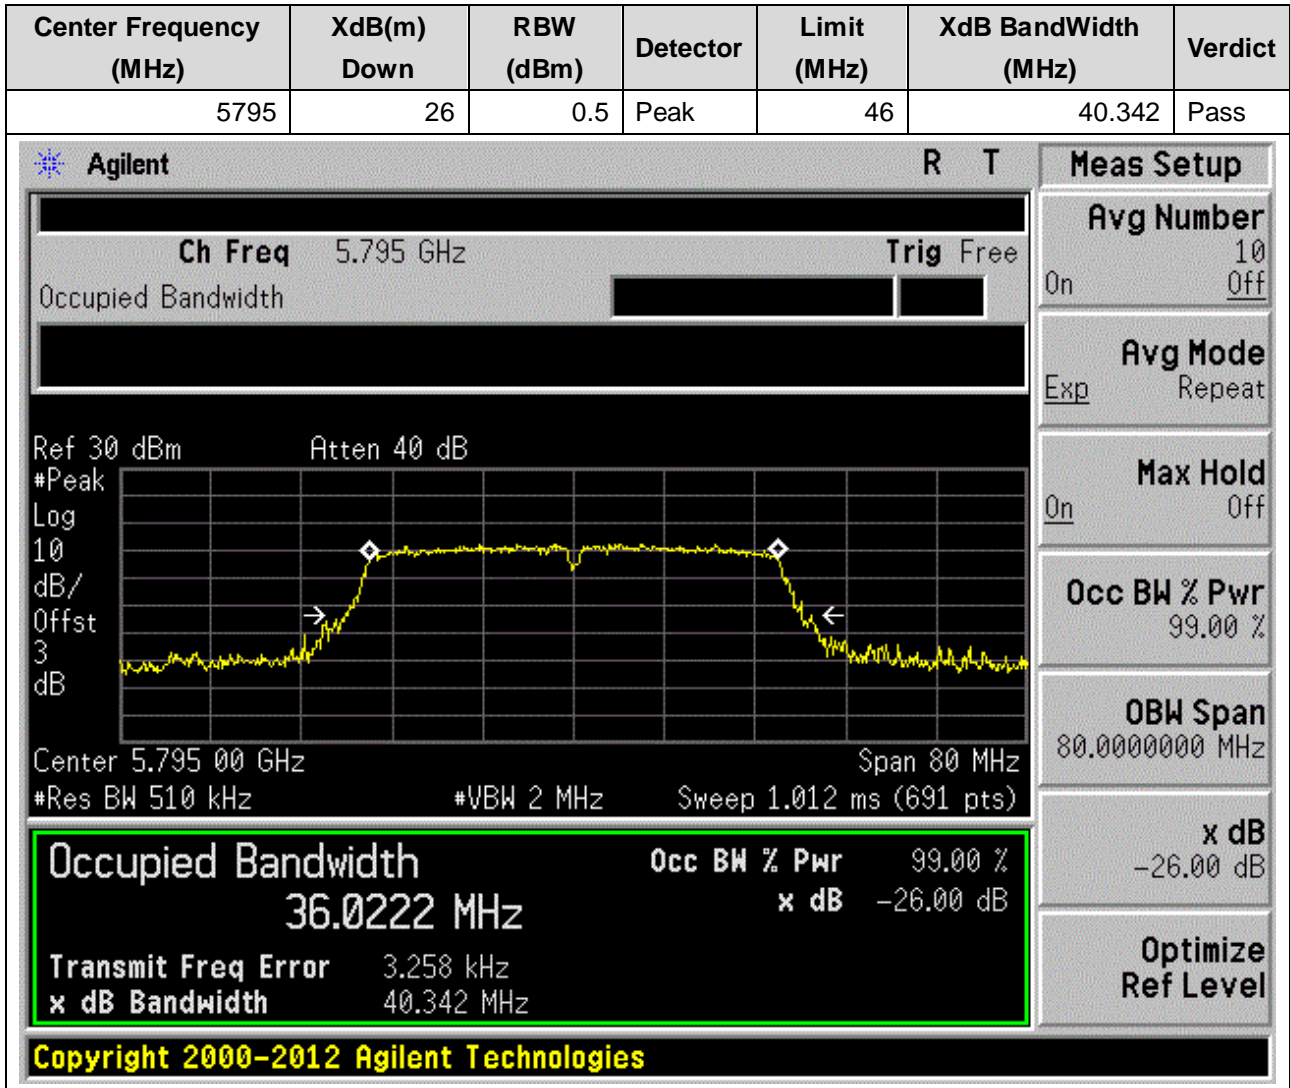 Center Frequency (MHz) XdB(m) Down RBW (dBm) Detector Limit (MHz) XdB BandWidth (MHz) Verdict
5795 26 0.5 Peak 46 40.342 Pass
Agilent R T
Ch Freq 5.795 GHz Trig Free
Occupied Bandwidth
Ref 30 dBm Atten 40 dB
#Peak
Log
10
dB/
Offst
3
dB
Center 5.795 00 GHz Span 80 MHz
#Res BW 510 kHz #VBW 2 MHz Sweep 1.012 ms (691 pts)
Occupied Bandwidth
36.0222 MHz
Occ BW % Pwr 99.00 %
x dB -26.00 dB
Transmit Freq Error 3.258 kHz
x dB Bandwidth 40.342 MHz
Copyright 2000-2012 Agilent Technologies
Meas Setup
Avg Number
10
On Off
Avg Mode
Exp Repeat
Max Hold
On Off
Occ BW % Pwr
99.00 %
OBW Span
80.0000000 MHz
x dB
-26.00 dB
Optimize
Ref Level